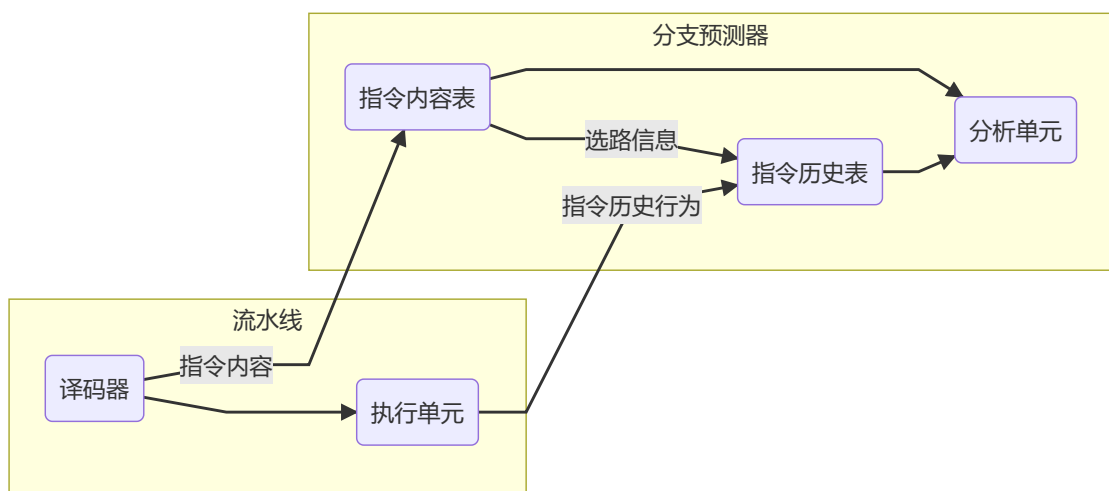 分支预测器
指令内容表
分析单元
选路信息
指令历史表
指令历史行为
流水线
指令内容
译码器
执行单元